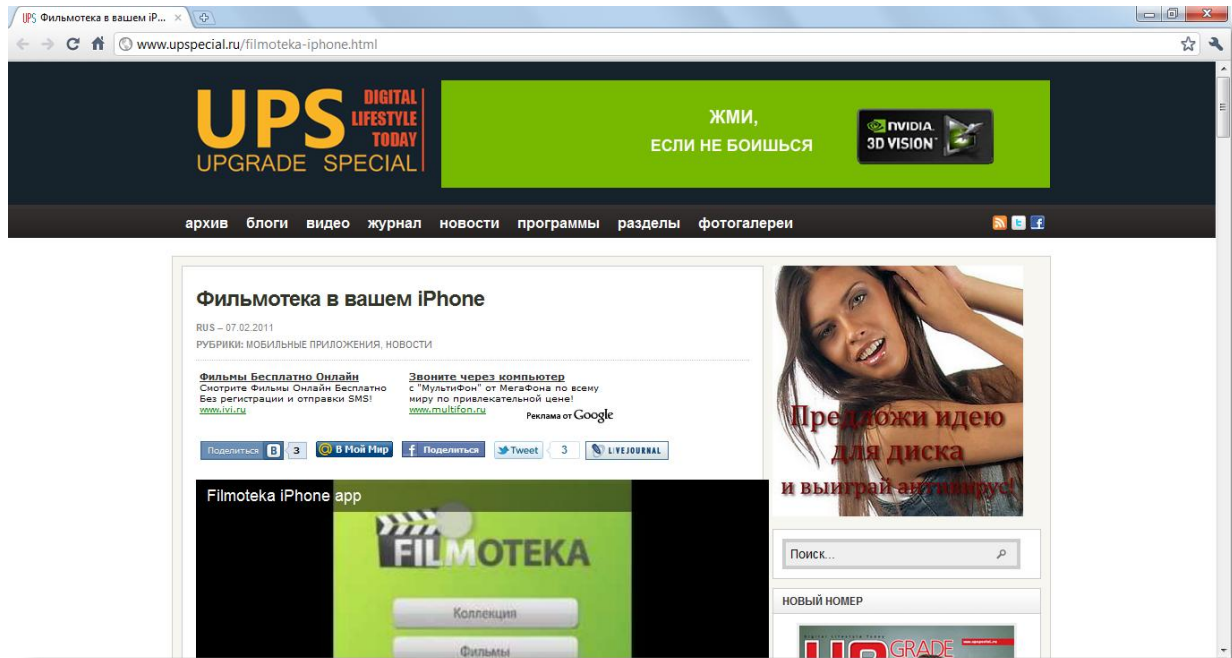 UPS Фильмотека в вашем iP...
www.upspecial.ru/filmoteka-iphone.html
UPS
DIGITAL
LIFESTYLE
TODAY
UPGRADE SPECIAL
ЖМИ,
ЕСЛИ НЕ БОИШЬСЯ
NVIDIA.
3D VISION
архив блоги видео журнал новости программы разделы фотогалереи
Фильмотека в вашем iPhone
RUS – 07.02.2011
РУБРИКИ: МОБИЛЬНЫЕ ПРИЛОЖЕНИЯ, НОВОСТИ
Фильмы Бесплатно Онлайн
Смотрите Фильмы Онлайн Бесплатно
Без регистрации и отправки SMS!
www.ivi.ru
Звоните через компьютер
с "МультиФон" от МегаФона по всему
миру по привлекательной цене!
www.multifon.ru
Реклама от Google
Поделиться B 3 @ В Мой Мир f Поделиться Tweet 3 LIVEJOURNAL
Filmoteka iPhone app
FILMOTEKA
Коллекция
Фильмы
Предложи идею
для диска
и выиграй антивирус!
Поиск...
НОВЫЙ НОМЕР
Digital Lifestyle Today
UPGRADE